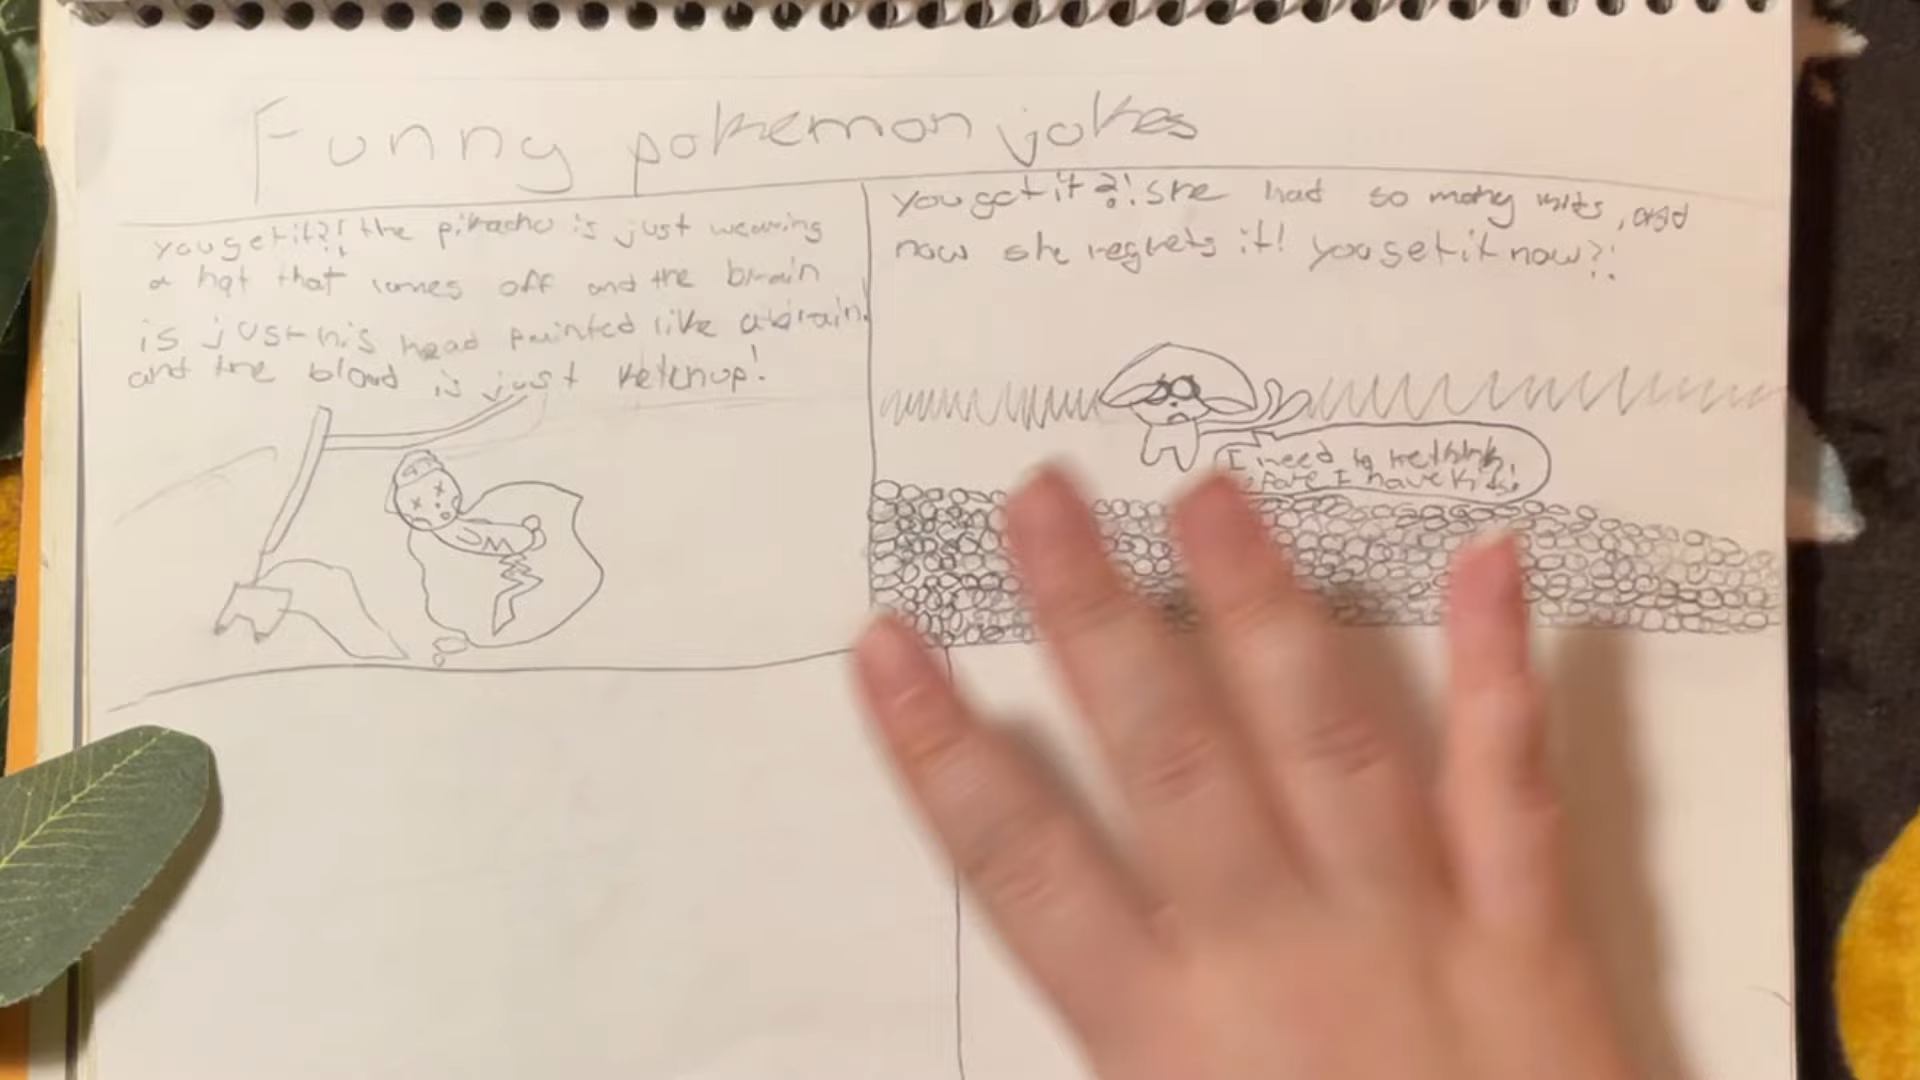 Funny pokemon jokes
you get it?! the pikachu is just wearing
a hat that comes off and the brain
is just his head painted like a brain!
and the blood is just ketchup!
you get it?! she had so many kids, and
now she regrets it! you get it now?!
I need to rethink
fore I have kids!